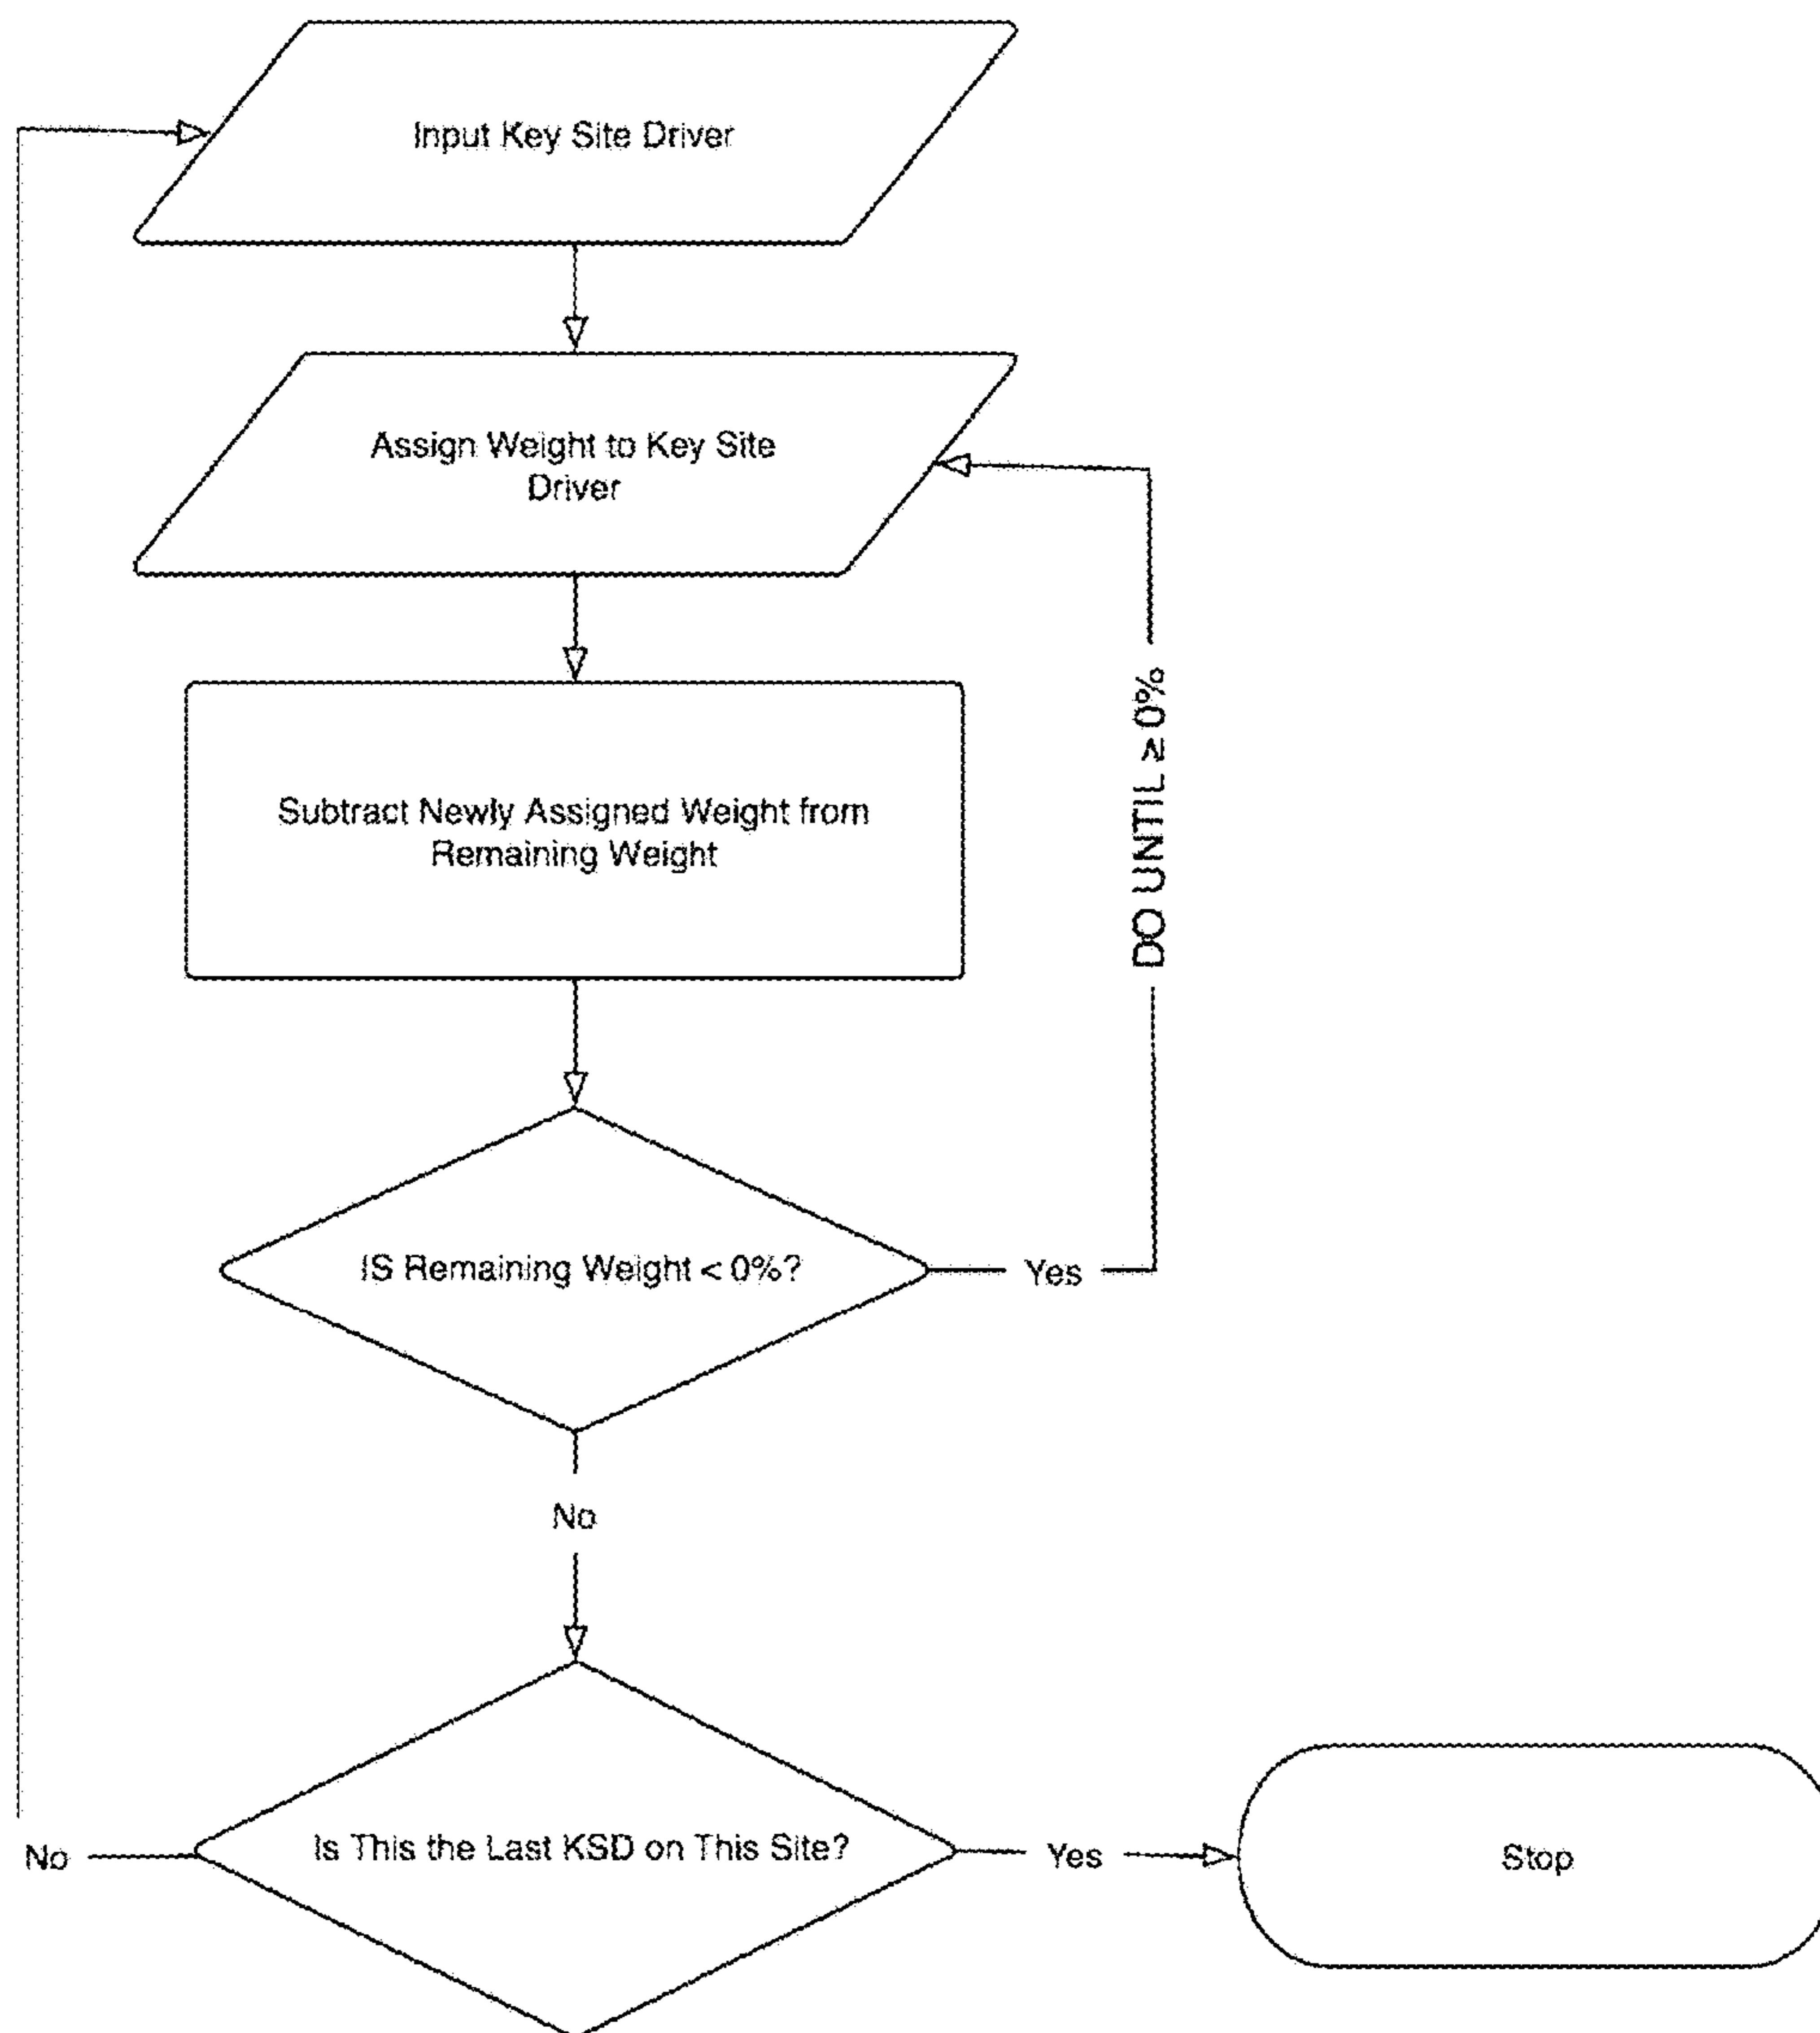 Input Key Site Driver
Assign Weight to Key Site
Driver
Subtract Newly Assigned Weight from
Remaining Weight
DO UNTIL ≥ 0%
IS Remaining Weight < 0%?
Yes
No
Is This the Last KSD on This Site?
No
Yes
Stop